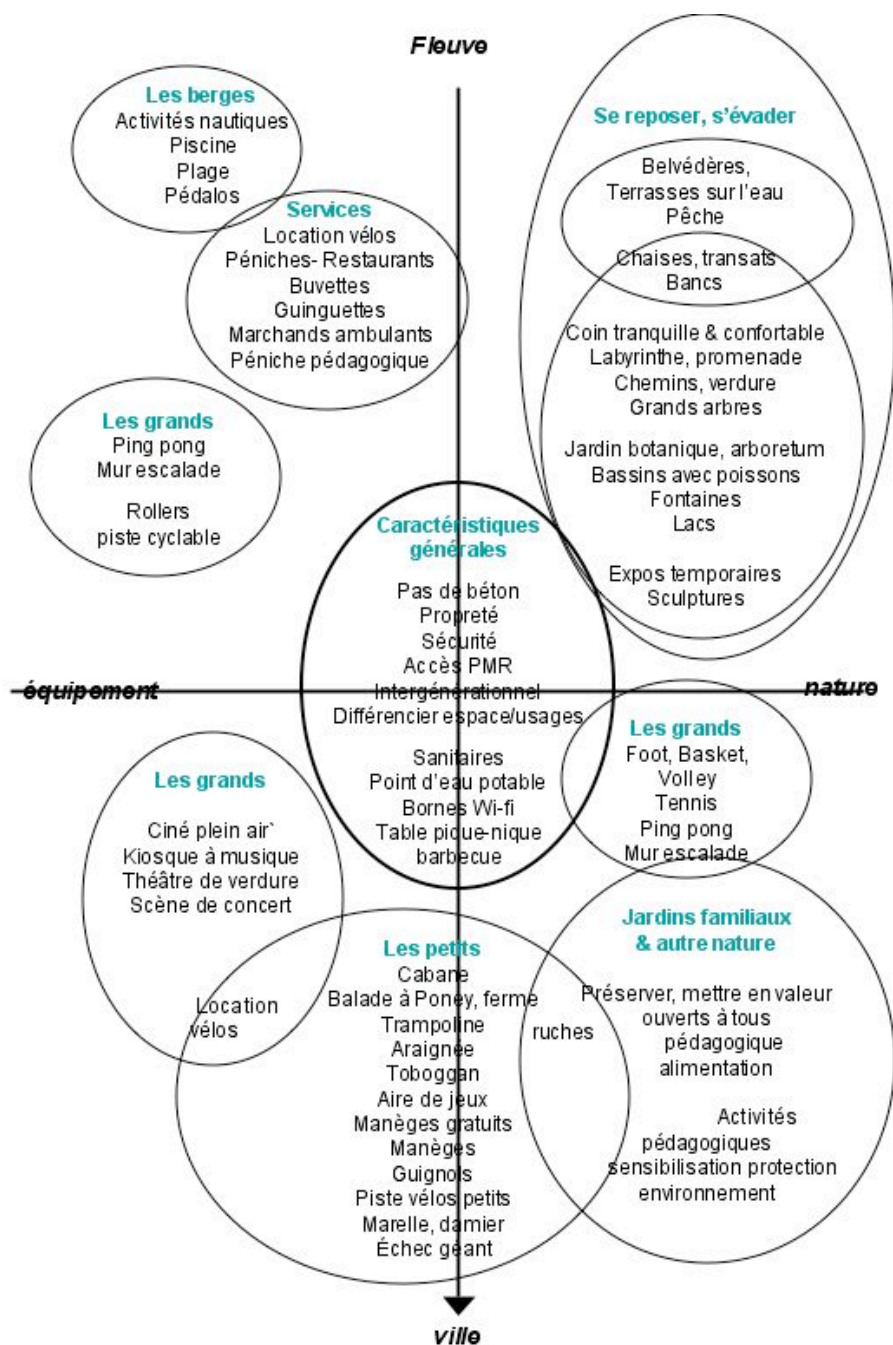 Fleuve
Les berges
Activités nautiques
Piscine
Plage
Pédalos
Services
Location vélos
Péniches- Restaurants
Buvettes
Guinguettes
Marchands ambulants
Péniche pédagogique
Se reposer, s'évader
Belvédères,
Terrasses sur l'eau
Pêche
Chaises, transats
Bancs
Coin tranquille & confortable
Labyrinthe, promenade
Chemins, verdure
Grands arbres
Jardin botanique, arboretum
Bassins avec poissons
Fontaines
Lacs
Expos temporaires
Sculptures
Les grands
Ping pong
Mur escalade
Rollers
piste cyclable
Caractéristiques
générales
Pas de béton
Propreté
Sécurité
Accès PMR
Intergénérationnel
Différencier espace/usages
Sanitaires
Point d'eau potable
Bornes Wi-fi
Table pique-nique
barbecue
équipement
nature
Les grands
Ciné plein air`
Kiosque à musique
Théâtre de verdure
Scène de concert
Location
vélos
Les grands
Foot, Basket,
Volley
Tennis
Ping pong
Mur escalade
Les petits
Cabane
Balade à Poney, ferme
Trampoline
Araignée
Toboggan
Aire de jeux
Manèges gratuits
Manèges
Guignols
Piste vélos petits
Marelle, damier
Échec géant
ruches
Jardins familiaux
& autre nature
Préserver, mettre en valeur
ouverts à tous
pédagogique
alimentation
Activités
pédagogiques
sensibilisation protection
environnement
ville